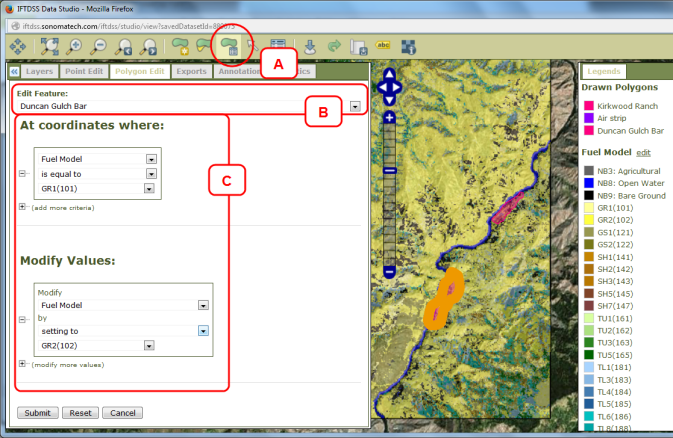 IFTDSS Data Studio - Mozilla Firefox
iftdss.sonomatech.com/iftdss/studio/view?savedDatasetId=
abc
A
Layers
Point Edit
Polygon Edit
Exports
Annotation
Legends
Edit Feature:
Duncan Gulch Bar
B
At coordinates where:
Fuel Model
is equal to
GR1(101)
(add more criteria)
C
Modify Values:
Modify
Fuel Model
by
setting to
GR2(102)
(modify more values)
Submit Reset Cancel
Drawn Polygons
Kirkwood Ranch
Air strip
Duncan Gulch Bar
Fuel Model edit
NB3: Agricultural
NB8: Open Water
NB9: Bare Ground
GR1(101)
GR2(102)
GS1(121)
GS2(122)
SH1(141)
SH2(142)
SH3(143)
SH5(145)
SH7(147)
TU1(161)
TU2(162)
TU3(163)
TU5(165)
TL1(181)
TL3(183)
TL4(184)
TL5(185)
TL6(186)
TL8(188)